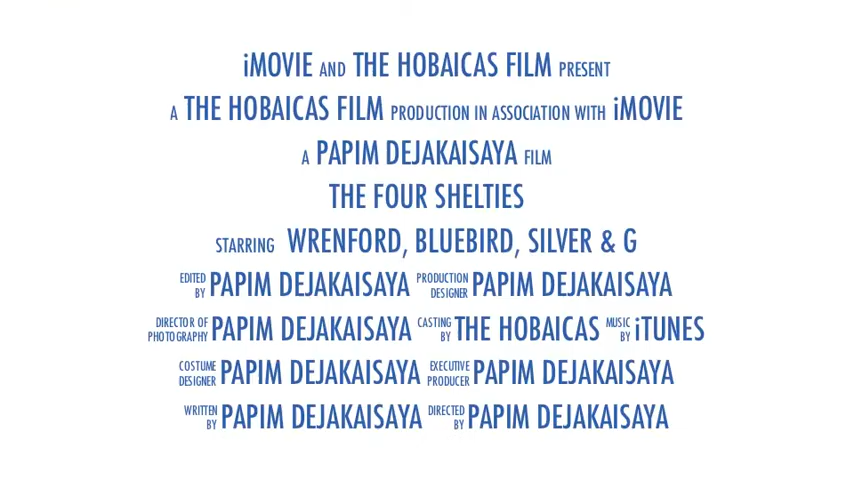 iMOVIE AND THE HOBAICAS FILM PRESENT
A THE HOBAICAS FILM PRODUCTION IN ASSOCIATION WITH iMOVIE
A PAPIM DEJAKAISAYA FILM
THE FOUR SHELTIES
STARRING WRENFORD, BLUEBIRD, SILVER & G
EDITED BY PAPIM DEJAKAISAYA PRODUCTION DESIGNER PAPIM DEJAKAISAYA
DIRECTOR OF PHOTOGRAPHY PAPIM DEJAKAISAYA CASTING BY THE HOBAICAS MUSIC BY iTUNES
COSTUME DESIGNER PAPIM DEJAKAISAYA EXECUTIVE PRODUCER PAPIM DEJAKAISAYA
WRITTEN BY PAPIM DEJAKAISAYA DIRECTED BY PAPIM DEJAKAISAYA